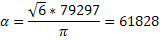 α = √6 * 79297 / π = 61828